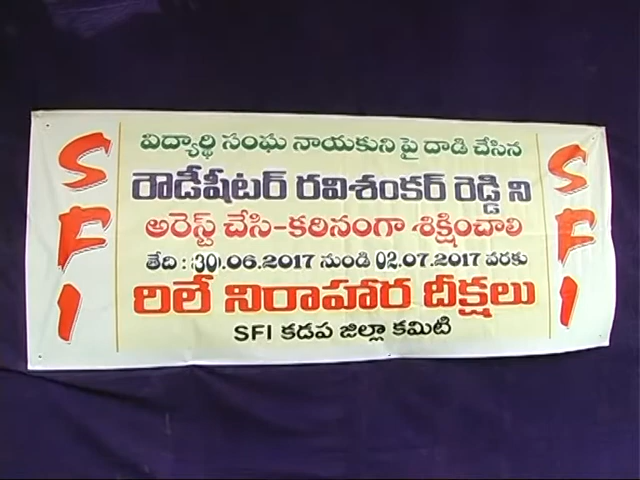 SFI
విద్యార్థి సంఘ నాయకుని పై దాడి చేసిన
రౌడీషీటర్ రవిశంకర్ రెడ్డి ని
అరెస్ట్ చేసి-కఠినంగా శిక్షించాలి
తేది : 30.06.2017 నుండి 02.07.2017 వరకు
రిలే నిరాహార దీక్షలు
SFI కడప జిల్లా కమిటి
SFI